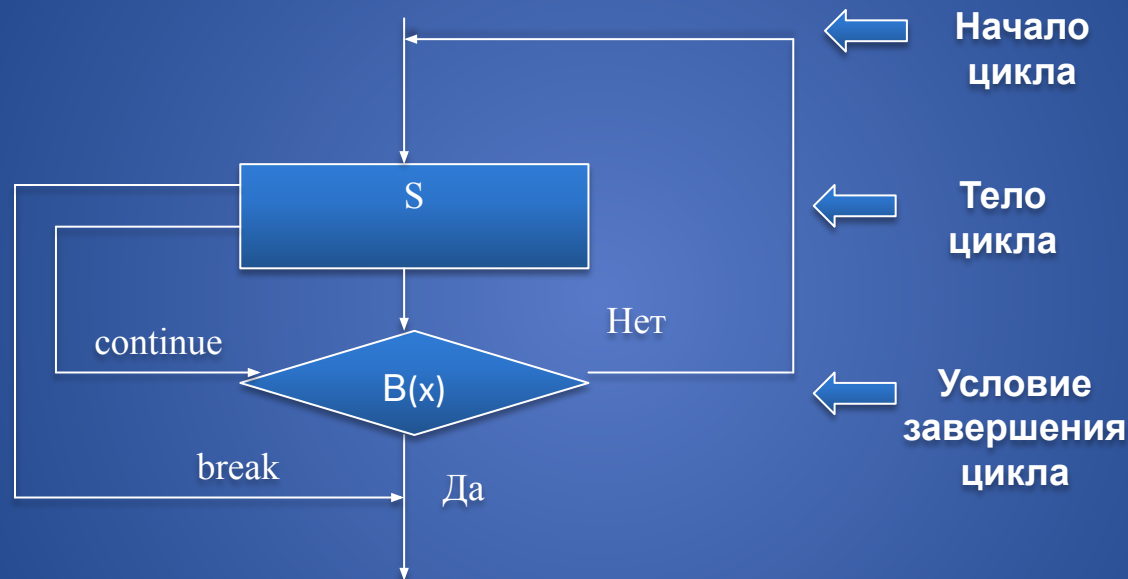 Начало
цикла
S
Тело
цикла
Нет
continue
B(x)
Условие
завершения
цикла
break
Да